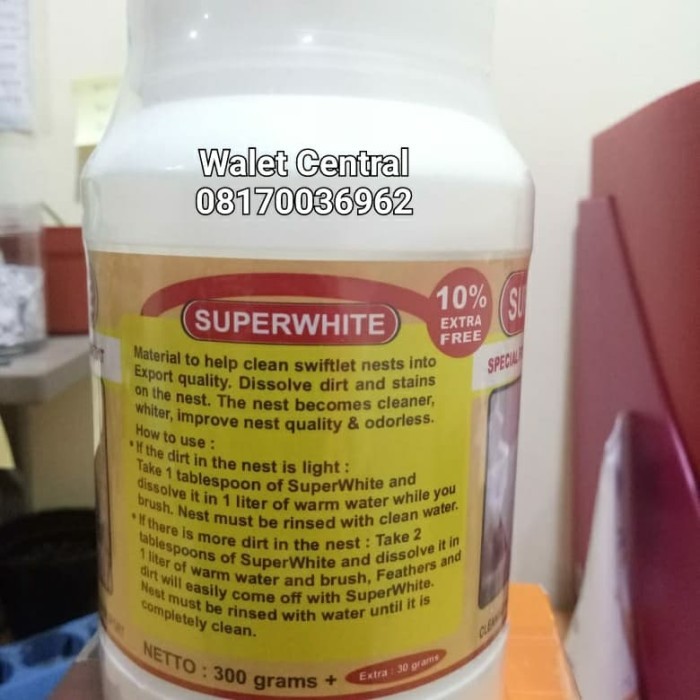 Walet Central
08170036962
SUPERWHITE
10%
EXTRA
FREE
Material to help clean swiftlet nests into
Export quality. Dissolve dirt and stains
on the nest. The nest becomes cleaner,
whiter, improve nest quality & odorless.
How to use :
• If the dirt in the nest is light :
Take 1 tablespoon of SuperWhite and
dissolve it in 1 liter of warm water while you
brush. Nest must be rinsed with clean water.
• If there is more dirt in the nest : Take 2
tablespoons of SuperWhite and dissolve it in
1 liter of warm water and brush, Feathers and
dirt will easily come off with SuperWhite.
Nest must be rinsed with water until it is
completely clean.
NETTO : 300 grams +
Extra : 30 grams
SU